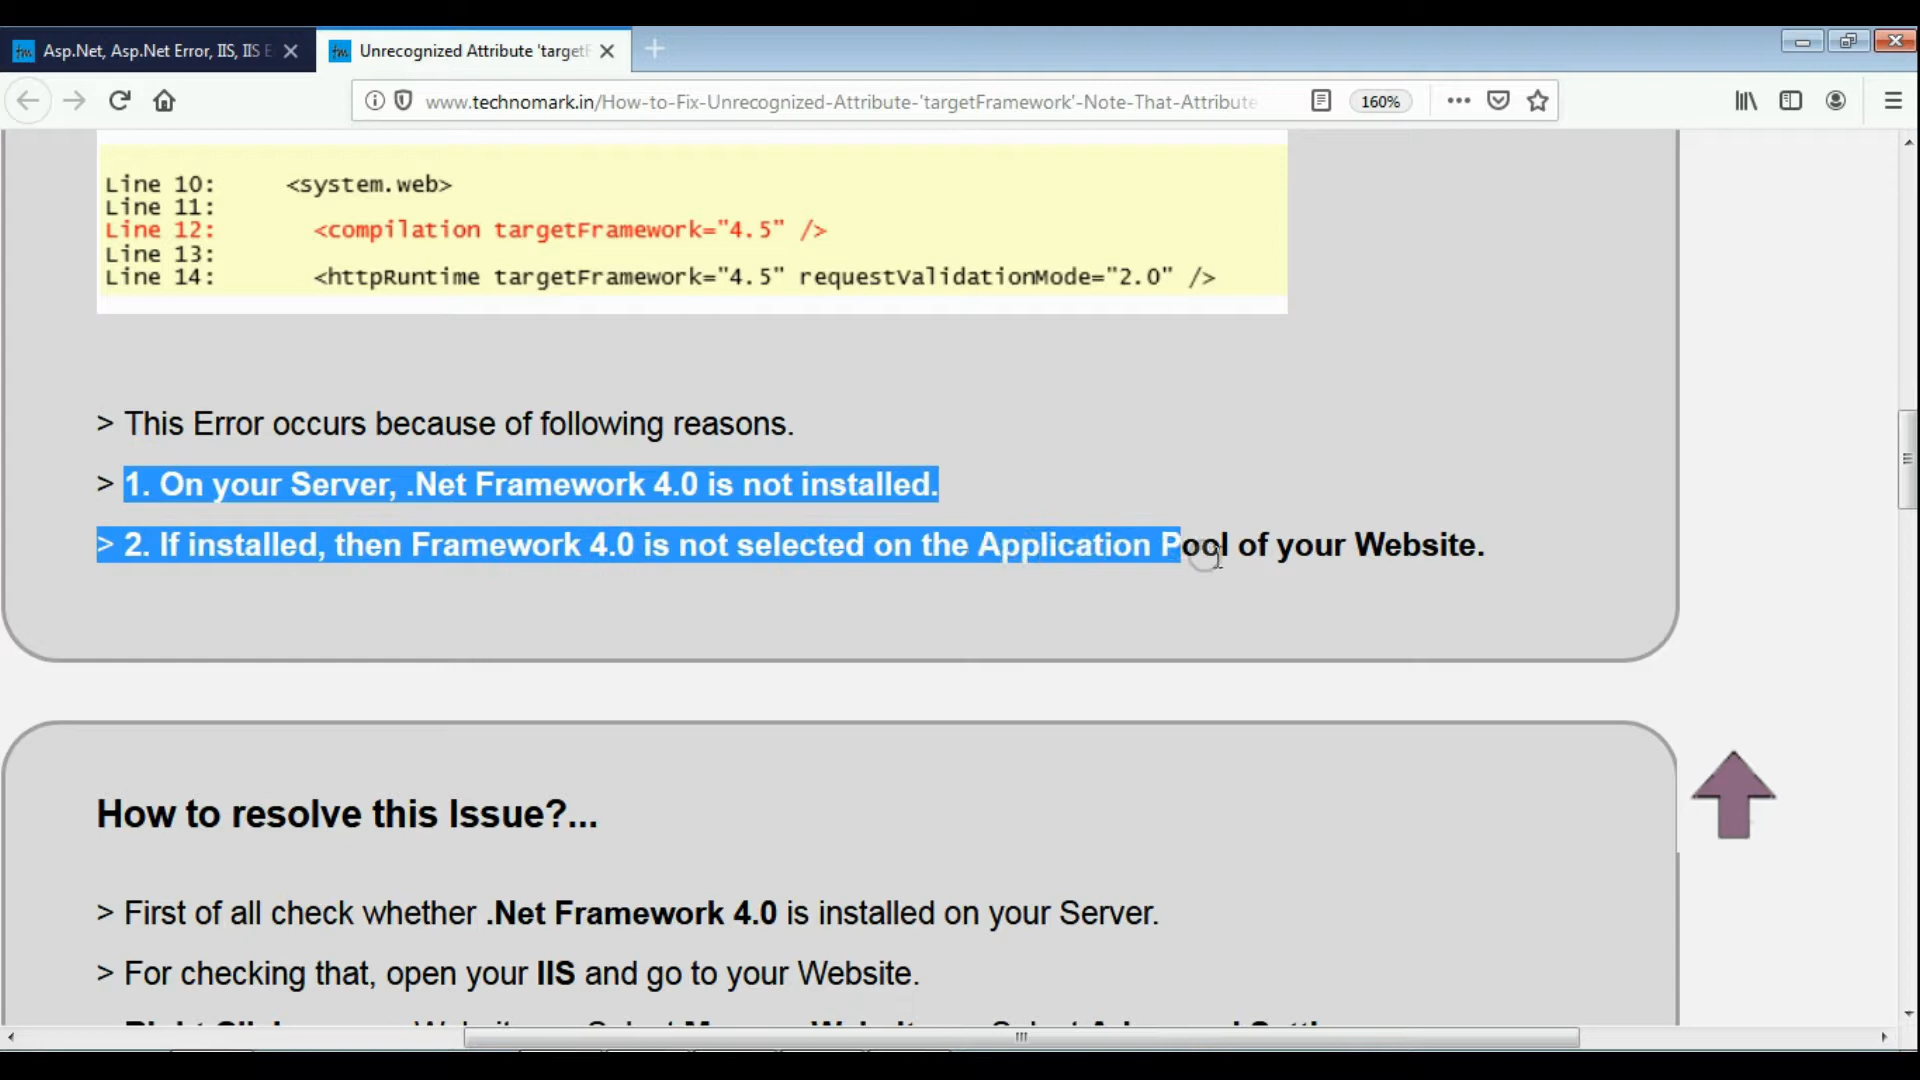 Asp.Net, Asp.Net Error, IIS, IIS E
Unrecognized Attribute 'targetF
www.technomark.in/How-to-Fix-Unrecognized-Attribute-'targetFramework'-Note-That-Attribute
160%
Line 10: <system.web>
Line 11:
Line 12: <compilation targetFramework="4.5" />
Line 13:
Line 14: <httpRuntime targetFramework="4.5" requestValidationMode="2.0" />
> This Error occurs because of following reasons.
> 1. On your Server, .Net Framework 4.0 is not installed.
> 2. If installed, then Framework 4.0 is not selected on the Application Pool of your Website.
How to resolve this Issue?...
> First of all check whether .Net Framework 4.0 is installed on your Server.
> For checking that, open your IIS and go to your Website.